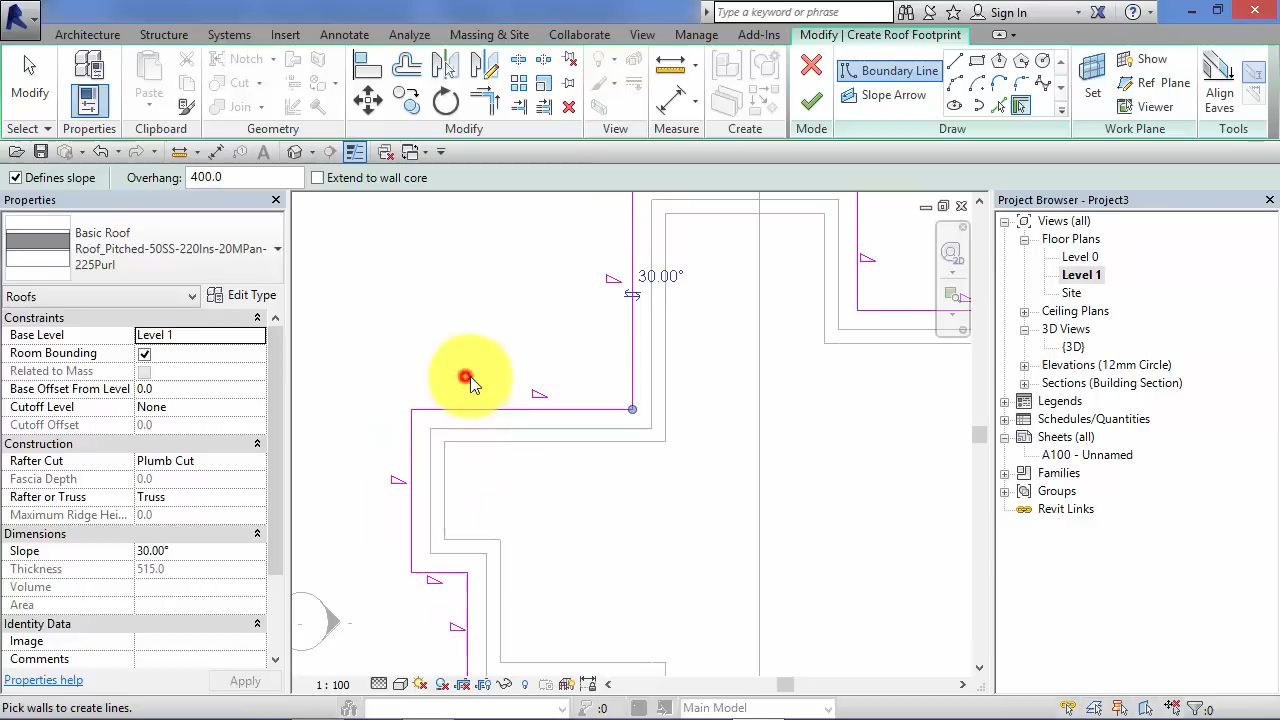 Type a keyword or phrase
Sign In
Architecture Structure Systems Insert Annotate Analyze Massing & Site Collaborate View Manage Add-Ins Modify | Create Roof Footprint
Modify
Select
Properties
Paste
Clipboard
Notch
Cut
Join
Geometry
Modify
View
Measure
Create
Mode
Boundary Line
Slope Arrow
Draw
Set
Show
Ref Plane
Viewer
Work Plane
Align
Eaves
Tools
Defines slope Overhang: 400.0 Extend to wall core
Properties
Basic Roof
Roof_Pitched-50SS-220Ins-20MPan-
225Purl
Roofs Edit Type
Constraints
Base Level Level 1
Room Bounding
Related to Mass
Base Offset From Level 0.0
Cutoff Level None
Cutoff Offset 0.0
Construction
Rafter Cut Plumb Cut
Fascia Depth 0.0
Rafter or Truss Truss
Maximum Ridge Hei... 0.0
Dimensions
Slope 30.00°
Thickness 515.0
Volume
Area
Identity Data
Image
Comments
Properties help Apply
30.00°
2D
Project Browser - Project3
Views (all)
Floor Plans
Level 0
Level 1
Site
Ceiling Plans
3D Views
{3D}
Elevations (12mm Circle)
Sections (Building Section)
Legends
Schedules/Quantities
Sheets (all)
A100 - Unnamed
Families
Groups
Revit Links
1 : 100
Pick walls to create lines. :0 Main Model :0